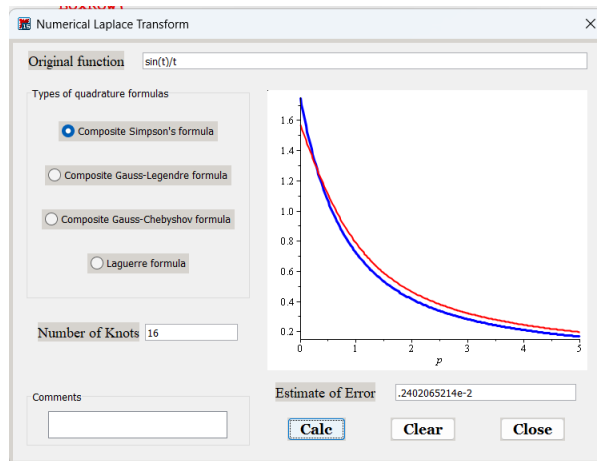 Numerical Laplace Transform
Original function sin(t)/t
Types of quadrature formulas
Composite Simpson's formula
Composite Gauss-Legendre formula
Composite Gauss-Chebyshov formula
Laguerre formula
1.6
1.4
1.2
1.0
0.8
0.6
0.4
0.2
0 1 2 3 4 5
p
Number of Knots 16
Comments
Estimate of Error .2402065214e-2
Calc Clear Close